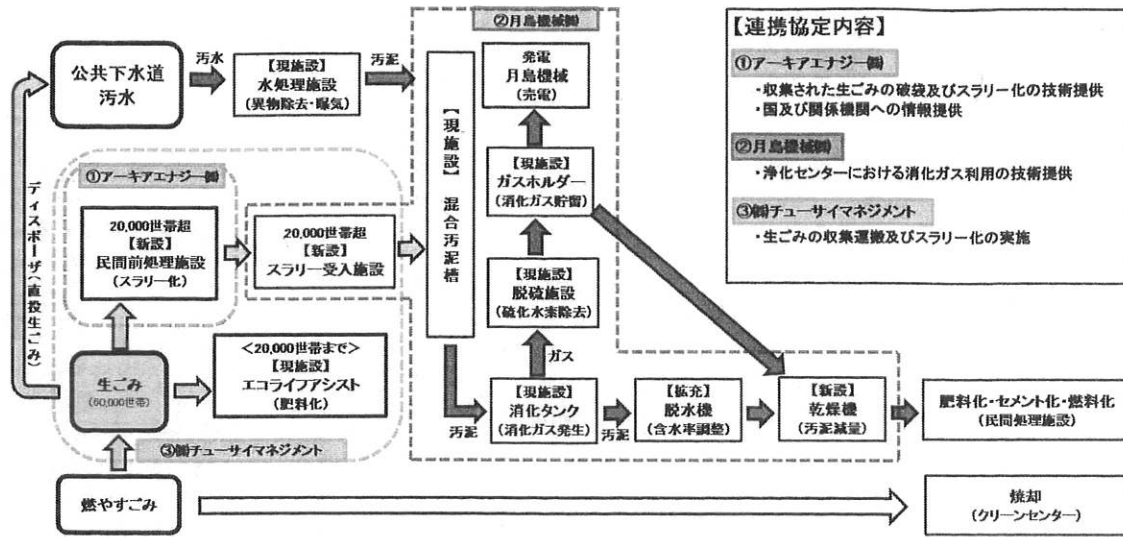 公共下水道
汚水
汚水
【現施設】
水処理施設
(異物除去・曝気)
汚泥
②月島機械㈱
発電
月島機械
(売電)
【現施設】
ガスホルダー
(消化ガス貯留)
【現施設】
脱硫施設
(硫化水素除去)
ガス
【現施設】 混合汚泥槽
ディスポーザ(直投生ごみ)
①アーキアエナジー㈱
20,000世帯超
【新設】
民間前処理施設
(スラリー化)
20,000世帯超
【新設】
スラリー受入施設
生ごみ
(60,000世帯)
<20,000世帯まで>
【現施設】
エコライフアシスト
(肥料化)
③㈱チューサイマネジメント
汚泥
【現施設】
消化タンク
(消化ガス発生)
汚泥
【拡充】
脱水機
(含水率調整)
【新設】
乾燥機
(汚泥減量)
肥料化・セメント化・燃料化
(民間処理施設)
燃やすごみ
焼却
(クリーンセンター)
【連携協定内容】
①アーキアエナジー㈱
・収集された生ごみの破袋及びスラリー化の技術提供
・国及び関係機関への情報提供
②月島機械㈱
・浄化センターにおける消化ガス利用の技術提供
③㈱チューサイマネジメント
・生ごみの収集運搬及びスラリー化の実施